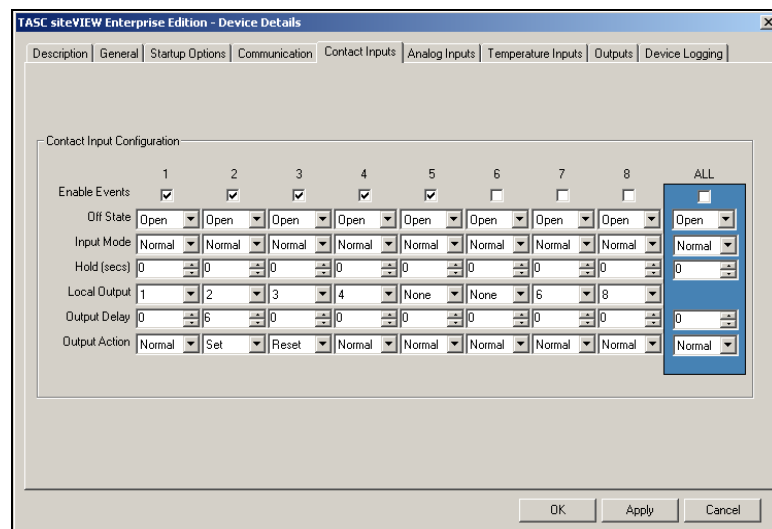 TASC siteVIEW Enterprise Edition - Device Details
Description General Startup Options Communication Contact Inputs Analog Inputs Temperature Inputs Outputs Device Logging
Contact Input Configuration
1 2 3 4 5 6 7 8 ALL
Enable Events
Off State Open Open Open Open Open Open Open Open Open
Input Mode Normal Normal Normal Normal Normal Normal Normal Normal Normal
Hold (secs) 0 0 0 0 0 0 0 0 0
Local Output 1 2 3 4 None None 6 8
Output Delay 0 6 0 0 0 0 0 0 0
Output Action Normal Set Reset Normal Normal Normal Normal Normal Normal
OK Apply Cancel